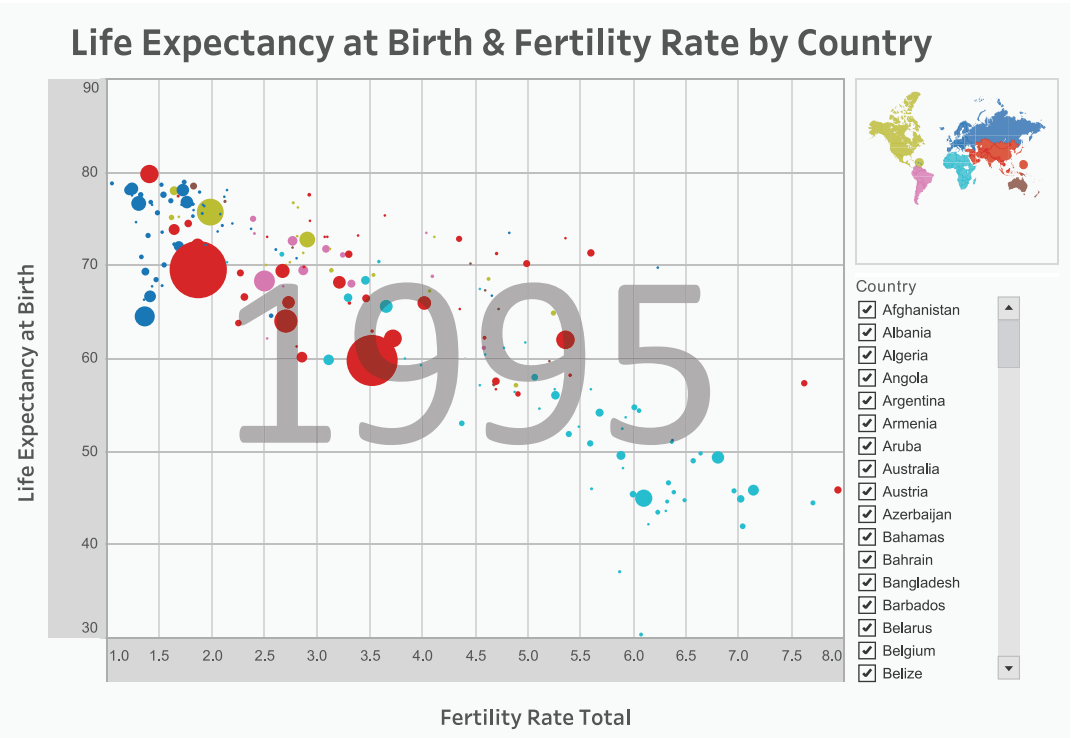 Life Expectancy at Birth & Fertility Rate by Country
Life Expectancy at Birth
90
80
70
60
50
40
30
1995
1.0 1.5 2.0 2.5 3.0 3.5 4.0 4.5 5.0 5.5 6.0 6.5 7.0 7.5 8.0
Fertility Rate Total
Country
Afghanistan
Albania
Algeria
Angola
Argentina
Armenia
Aruba
Australia
Austria
Azerbaijan
Bahamas
Bahrain
Bangladesh
Barbados
Belarus
Belgium
Belize